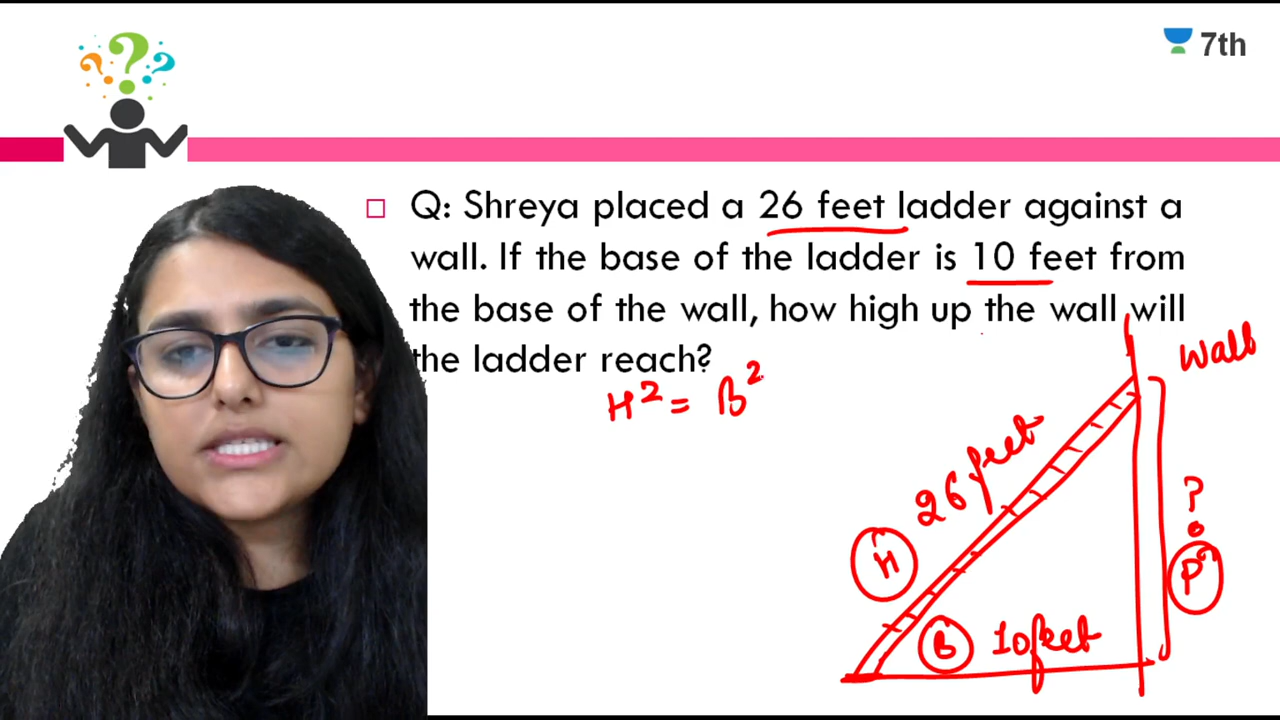 7th
Q: Shreya placed a 26 feet ladder against a
wall. If the base of the ladder is 10 feet from
the base of the wall, how high up the wall will
the ladder reach?
H² = B²
Wall
26 feet
?
H
P
B 10 feet